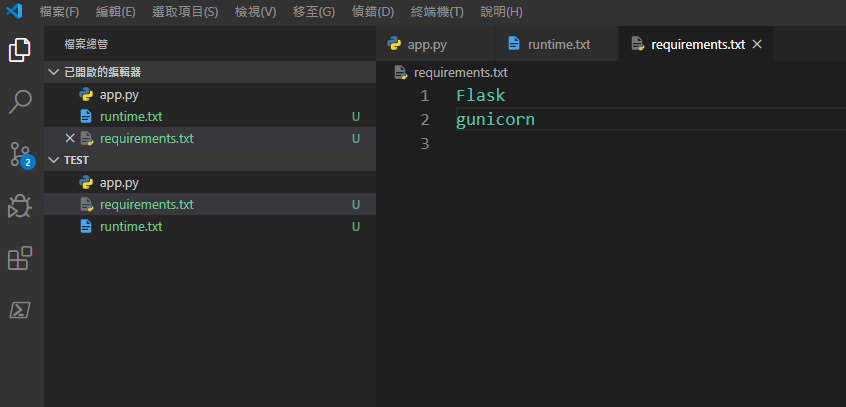 檔案(F) 編輯(E) 選取項目(S) 檢視(V) 移至(G) 偵錯(D) 終端機(T) 說明(H)
檔案總管
已開啟的編輯器
app.py
runtime.txt U
requirements.txt U
TEST
app.py
requirements.txt U
runtime.txt U
2
app.py runtime.txt requirements.txt
requirements.txt
1 Flask
2 gunicorn
3